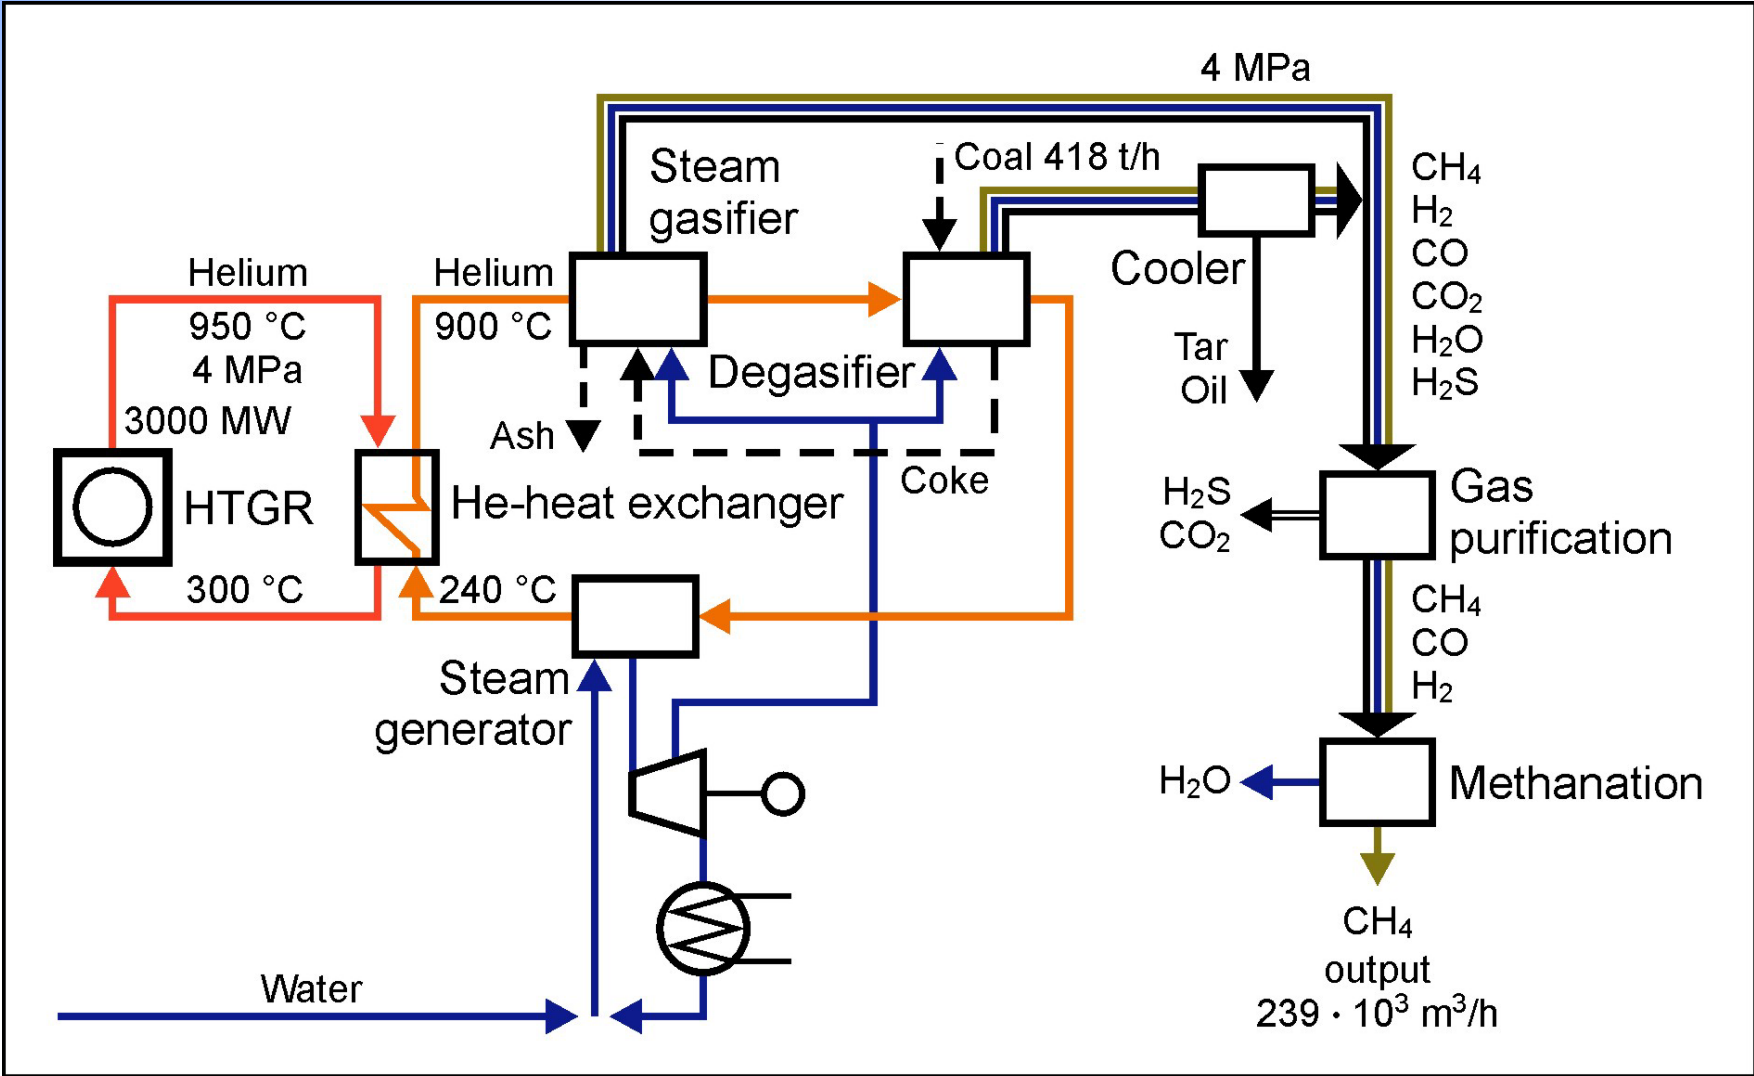 4 MPa
Steam
gasifier
Coal 418 t/h
CH₄
H₂
CO
CO₂
H₂O
H₂S
Helium
950 °C
4 MPa
3000 MW
Helium
900 °C
Cooler
Tar
Oil
Degasifier
Ash
Coke
HTGR
He-heat exchanger
H₂S
CO₂
Gas
purification
300 °C
240 °C
CH₄
CO
H₂
Steam
generator
H₂O
Methanation
CH₄
output
239 · 10³ m³/h
Water